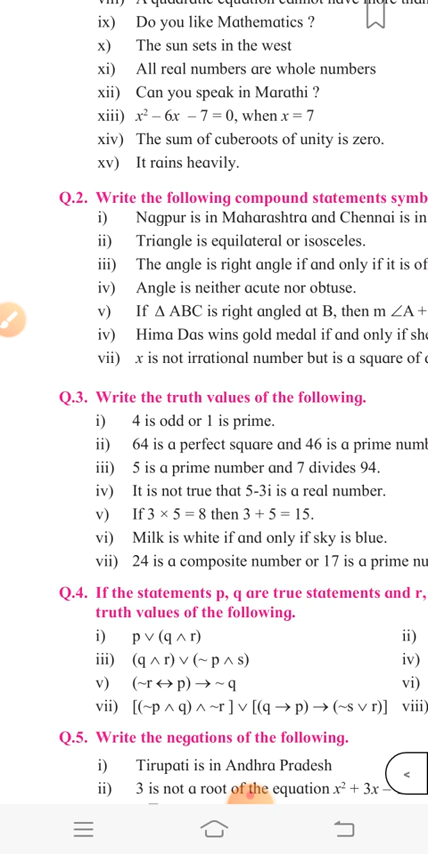 ix) Do you like Mathematics ?
x) The sun sets in the west
xi) All real numbers are whole numbers
xii) Can you speak in Marathi ?
xiii) x² – 6x – 7 = 0, when x = 7
xiv) The sum of cuberoots of unity is zero.
xv) It rains heavily.
Q.2. Write the following compound statements symb
i) Nagpur is in Maharashtra and Chennai is in
ii) Triangle is equilateral or isosceles.
iii) The angle is right angle if and only if it is of
iv) Angle is neither acute nor obtuse.
v) If Δ ABC is right angled at B, then m ∠A +
iv) Hima Das wins gold medal if and only if she
vii) x is not irrational number but is a square of
Q.3. Write the truth values of the following.
i) 4 is odd or 1 is prime.
ii) 64 is a perfect square and 46 is a prime numb
iii) 5 is a prime number and 7 divides 94.
iv) It is not true that 5-3i is a real number.
v) If 3 × 5 = 8 then 3 + 5 = 15.
vi) Milk is white if and only if sky is blue.
vii) 24 is a composite number or 17 is a prime nu
Q.4. If the statements p, q are true statements and r,
truth values of the following.
i) p ∨ (q ∧ r) ii)
iii) (q ∧ r) ∨ (~ p ∧ s) iv)
v) (~r ↔ p) → ~ q vi)
vii) [(~p ∧ q) ∧ ~r ] ∨ [(q → p) → (~s ∨ r)] viii)
Q.5. Write the negations of the following.
i) Tirupati is in Andhra Pradesh
ii) 3 is not a root of the equation x² + 3x –